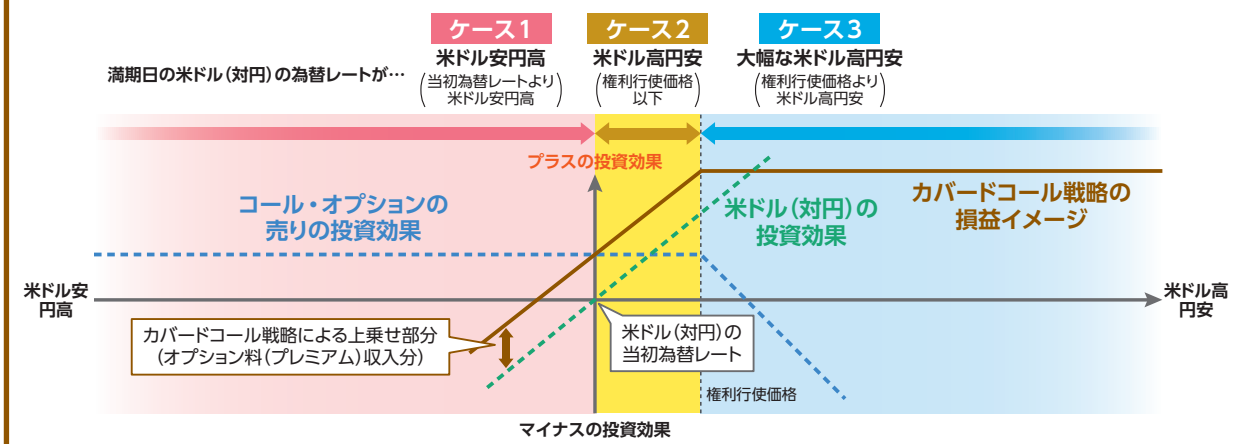 ケース1
米ドル安円高
(当初為替レートより
米ドル安円高)
ケース2
米ドル高円安
(権利行使価格
以下)
ケース3
大幅な米ドル高円安
(権利行使価格より
米ドル高円安)
満期日の米ドル(対円)の為替レートが…
プラスの投資効果
コール・オプションの
売りの投資効果
米ドル(対円)の
投資効果
カバードコール戦略の
損益イメージ
米ドル安
円高
米ドル高
円安
カバードコール戦略による上乗せ部分
(オプション料(プレミアム)収入分)
米ドル(対円)の
当初為替レート
権利行使価格
マイナスの投資効果